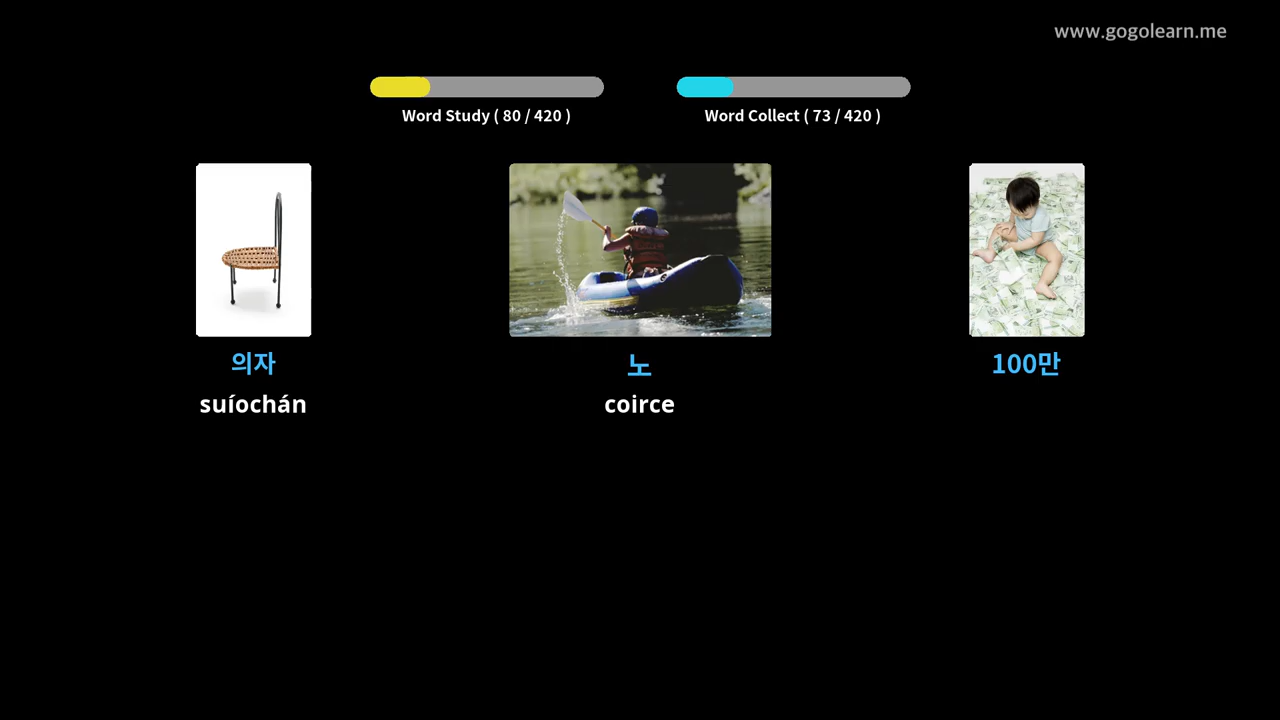 www.gogolearn.me
Word Study ( 80 / 420 )
Word Collect ( 73 / 420 )
의자
노
100만
suíochán
coirce